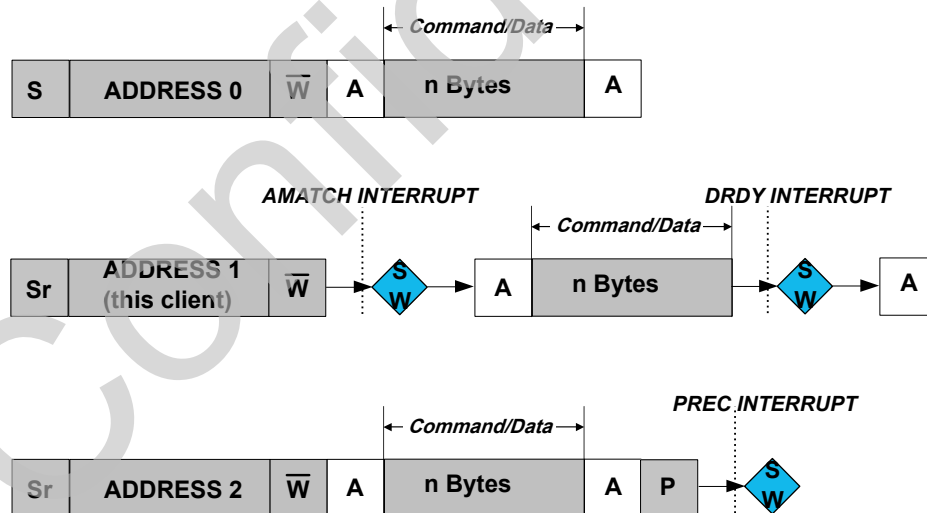 Command/Data
S ADDRESS 0 W̅ A n Bytes A
AMATCH INTERRUPT DRDY INTERRUPT
Command/Data
Sr ADDRESS 1 (this client) W̅ S W A n Bytes S W A
PREC INTERRUPT
Command/Data
Sr ADDRESS 2 W̅ A n Bytes A P S W
Confid